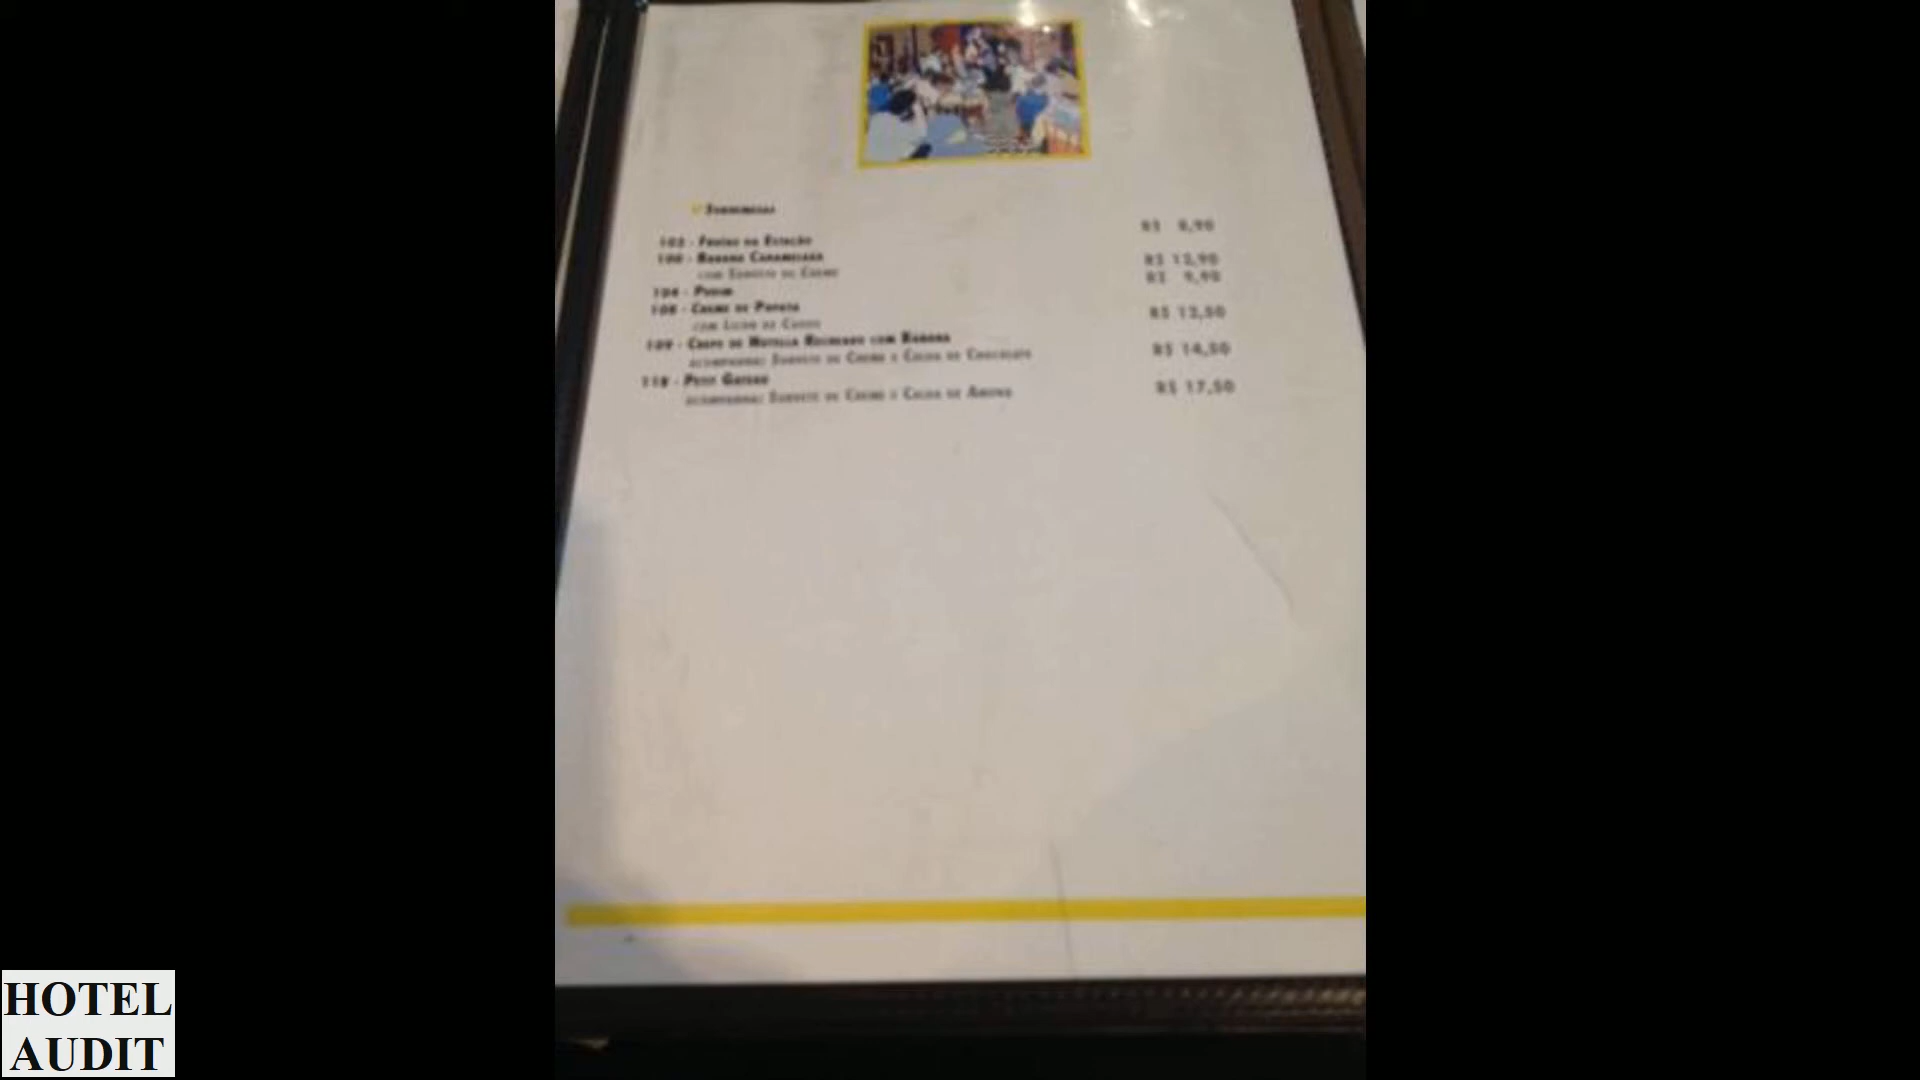 Sobremesas
103 - Frutas da Estação R$ 8,90
100 - Banana Caramelada R$ 12,90
com Sorvete de Creme
104 - Pudim R$ 9,90
108 - Creme de Papaya R$ 13,50
com Licor de Cassis
109 - Crepe de Nutella Recheado com Banana R$ 14,50
acompanha: Sorvete de Creme e Calda de Chocolate
118 - Petit Gateau R$ 17,50
acompanha: Sorvete de Creme e Calda de Amora
HOTEL
AUDIT